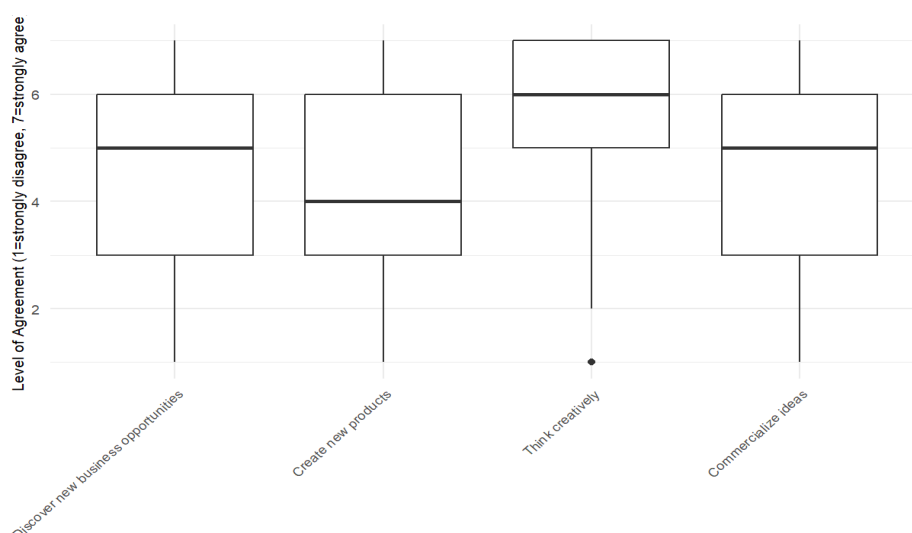 Level of Agreement (1=strongly disagree, 7=strongly agree
6
4
2
Discover new business opportunities
Create new products
Think creatively
Commercialize ideas